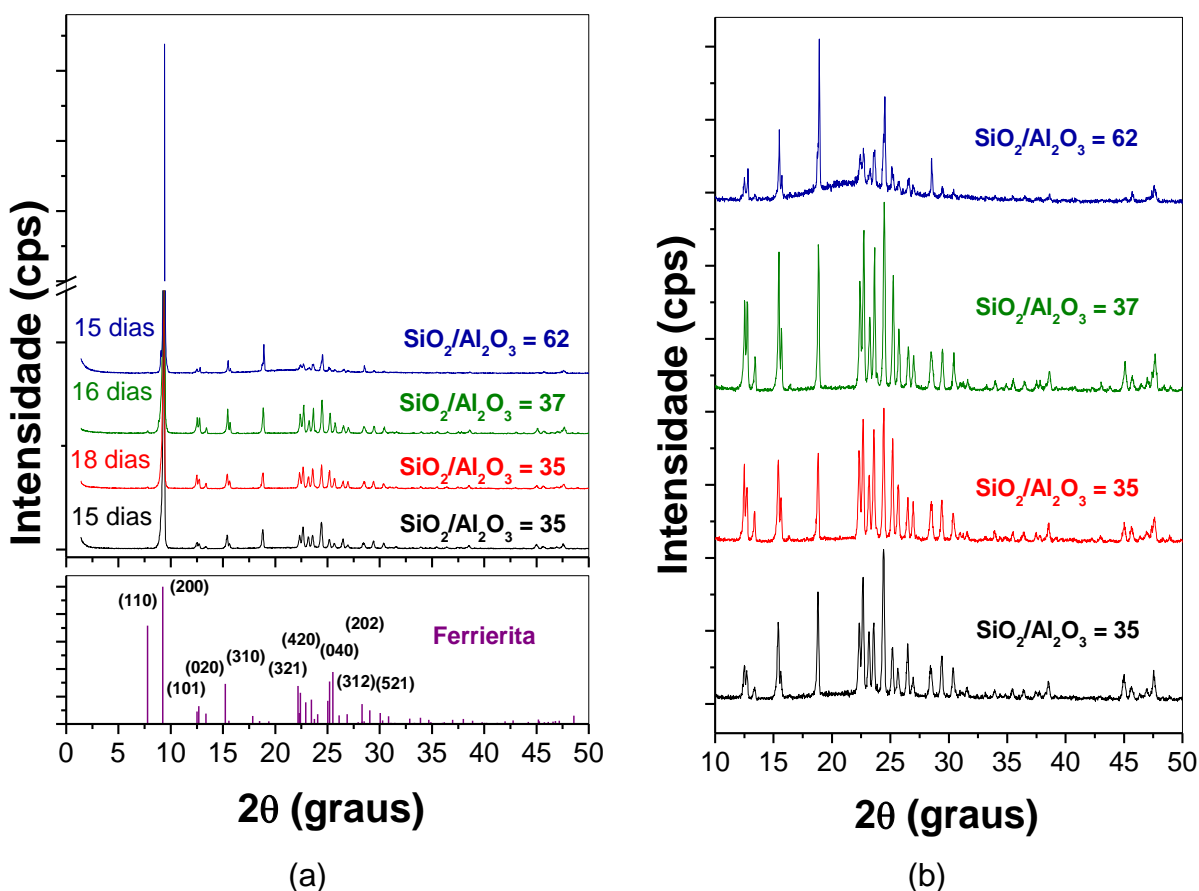 Intensidade (cps)
15 dias
SiO2/Al2O3 = 62
16 dias
SiO2/Al2O3 = 37
18 dias
SiO2/Al2O3 = 35
15 dias
SiO2/Al2O3 = 35
(200)
(110)
(202)
Ferrierita
(420)
(040)
(020)
(310)
(321)
(101)
(312)
(521)
0 5 10 15 20 25 30 35 40 45 50
2θ (graus)
(a)
Intensidade (cps)
SiO2/Al2O3 = 62
SiO2/Al2O3 = 37
SiO2/Al2O3 = 35
SiO2/Al2O3 = 35
10 15 20 25 30 35 40 45 50
2θ (graus)
(b)